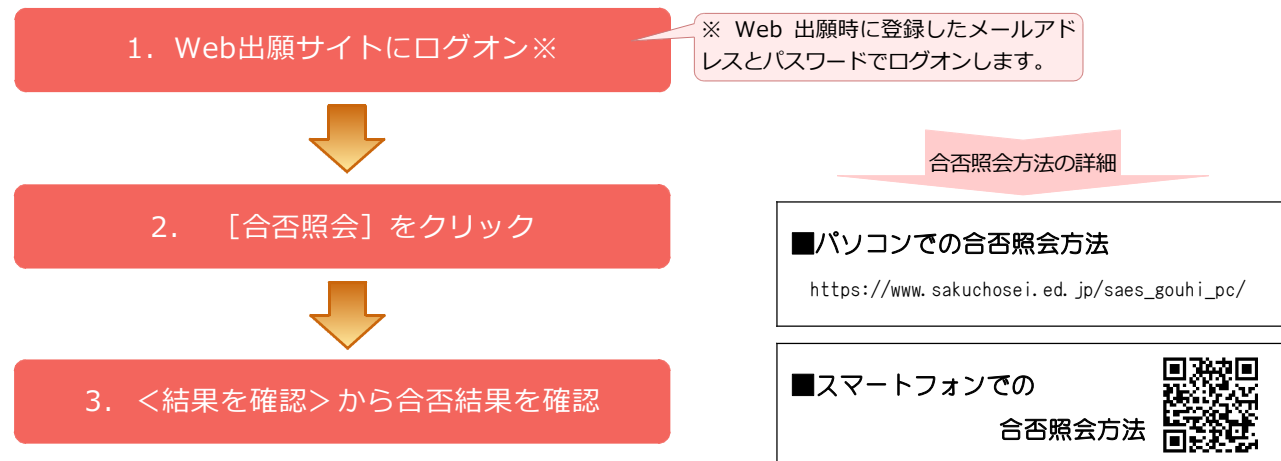 1. Web出願サイトにログオン※
※ Web 出願時に登録したメールアド
レスとパスワードでログオンします。
2. ［合否照会］をクリック
3. ＜結果を確認＞から合否結果を確認
合否照会方法の詳細
■パソコンでの合否照会方法
https://www.sakuchosei.ed.jp/saes_gouhi_pc/
■スマートフォンでの
合否照会方法